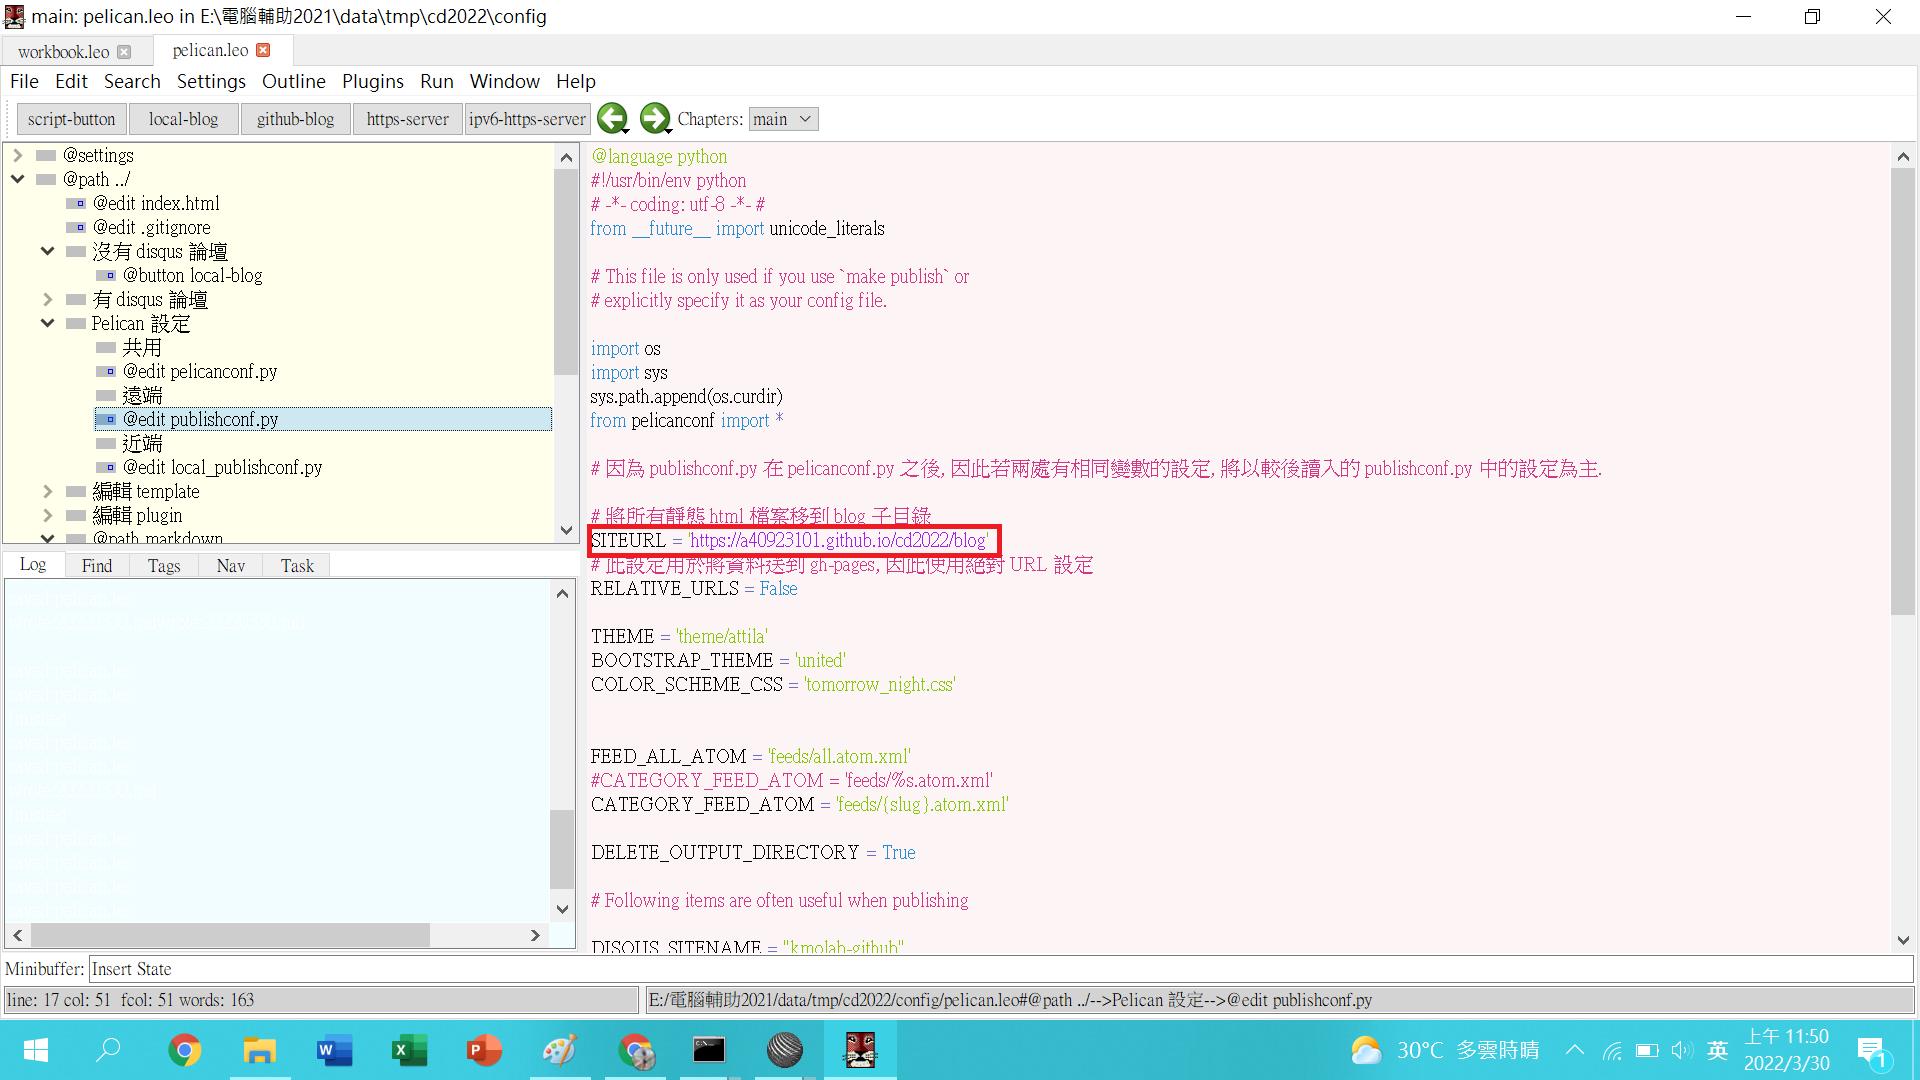 main: pelican.leo in E:\電腦輔助2021\data\tmp\cd2022\config
workbook.leo
pelican.leo
File Edit Search Settings Outline Plugins Run Window Help
script-button local-blog github-blog https-server ipv6-https-server Chapters: main
@settings
@path ../
@edit index.html
@edit .gitignore
沒有 disqus 論壇
@button local-blog
有 disqus 論壇
Pelican 設定
共用
@edit pelicanconf.py
遠端
@edit publishconf.py
近端
@edit local_publishconf.py
編輯 template
編輯 plugin
@path markdown
Log Find Tags Nav Task
@language python
#!/usr/bin/env python
# -*- coding: utf-8 -*- #
from __future__ import unicode_literals
# This file is only used if you use `make publish` or
# explicitly specify it as your config file.
import os
import sys
sys.path.append(os.curdir)
from pelicanconf import *
# 因為 publishconf.py 在 pelicanconf.py 之後, 因此若兩處有相同變數的設定, 將以較後讀入的 publishconf.py 中的設定為主.
# 將所有靜態 html 檔案移到 blog 子目錄
SITEURL = 'https://a40923101.github.io/cd2022/blog'
# 此設定用於將資料送到 gh-pages, 因此使用絕對 URL 設定
RELATIVE_URLS = False
THEME = 'theme/attila'
BOOTSTRAP_THEME = 'united'
COLOR_SCHEME_CSS = 'tomorrow_night.css'
FEED_ALL_ATOM = 'feeds/all.atom.xml'
#CATEGORY_FEED_ATOM = 'feeds/%s.atom.xml'
CATEGORY_FEED_ATOM = 'feeds/{slug}.atom.xml'
DELETE_OUTPUT_DIRECTORY = True
# Following items are often useful when publishing
DISQUS_SITENAME = "kmolab-github"
Minibuffer: Insert State
line: 17 col: 51 fcol: 51 words: 163
E:/電腦輔助2021/data/tmp/cd2022/config/pelican.leo#@path ../-->Pelican 設定-->@edit publishconf.py
30°C 多雲時晴
英
上午 11:50
2022/3/30
1